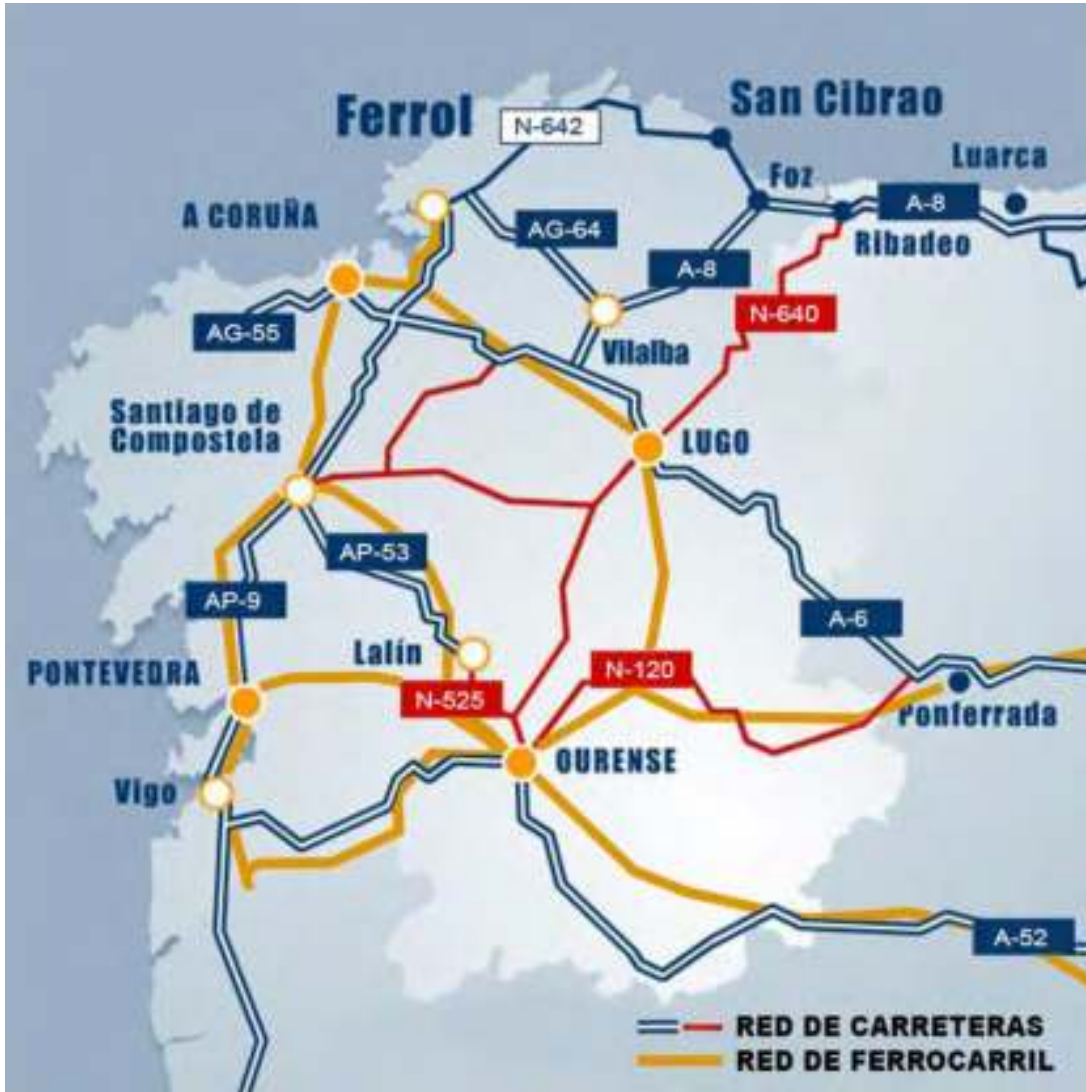 Ferrol
San Cibrao
N-642
Luarca
Foz
A CORUÑA
A-8
AG-64
Ribadeo
A-8
N-640
AG-55
Vilalba
Santiago de
Compostela
LUGO
AP-53
AP-9
A-6
Lalín
N-120
PONTEVEDRA
N-525
Ponferrada
OURENSE
Vigo
A-52
RED DE CARRETERAS
RED DE FERROCARRIL